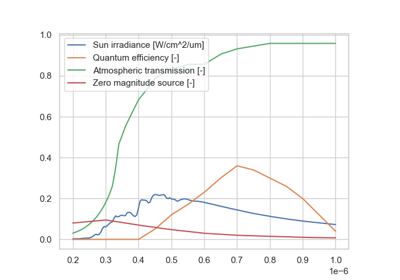 1.0
Sun irradiance [W/cm^2/um]
Quantum efficiency [-]
Atmospheric transmission [-]
Zero magnitude source [-]
0.8
0.6
0.4
0.2
0.0
0.2 0.3 0.4 0.5 0.6 0.7 0.8 0.9 1.0
1e−6